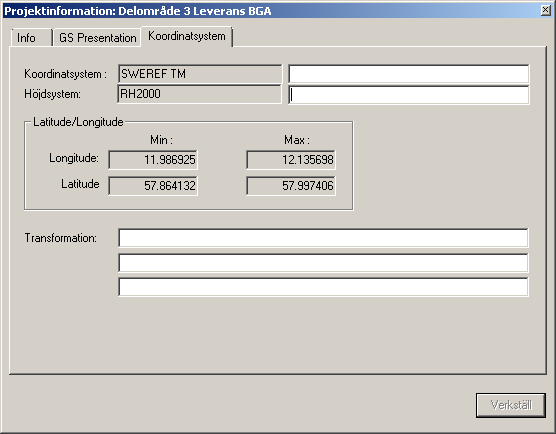 Projektinformation: Delområde 3 Leverans BGA
Info GS Presentation Koordinatsystem
Koordinatsystem : SWEREF TM
Höjdsystem: RH2000
Latitude/Longitude
Min : Max :
Longitude: 11.986925 12.135698
Latitude 57.864132 57.997406
Transformation:
Verkställ